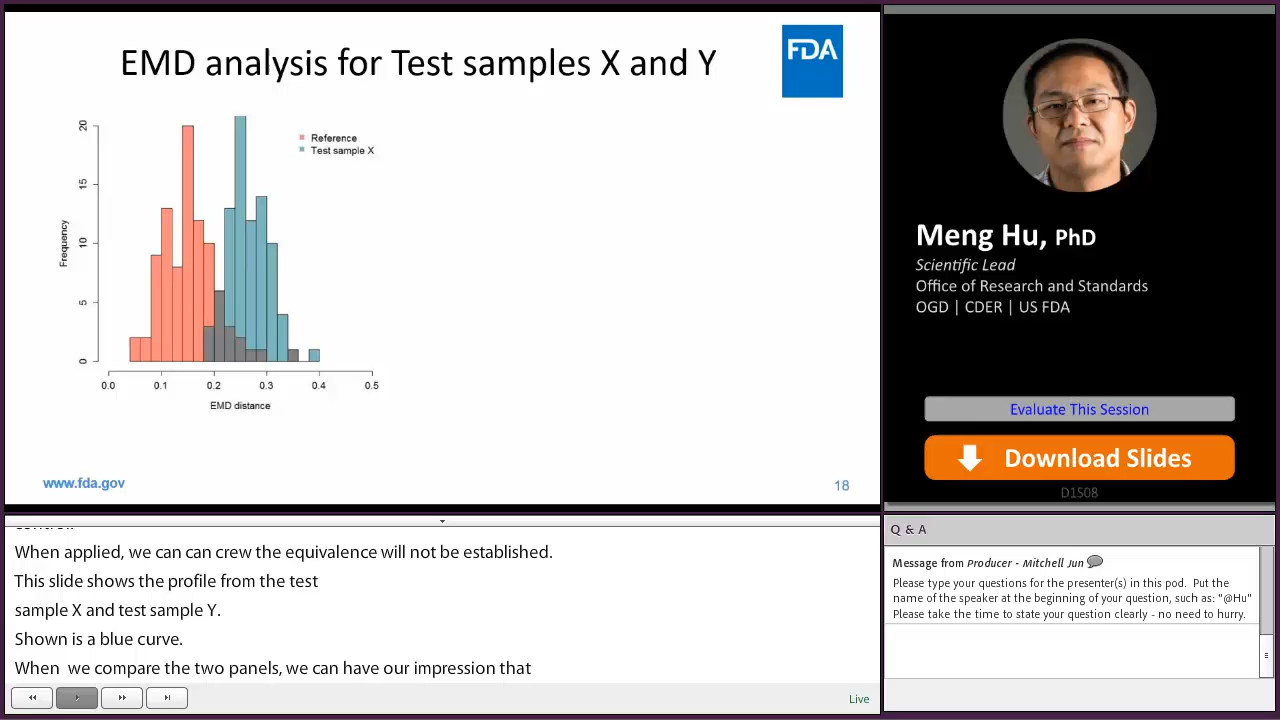 EMD analysis for Test samples X and Y
FDA
Reference
Test sample X
Frequency
20
15
10
5
0
0.0 0.1 0.2 0.3 0.4 0.5
EMD distance
www.fda.gov
18
Meng Hu, PhD
Scientific Lead
Office of Research and Standards
OGD | CDER | US FDA
Evaluate This Session
Download Slides
D1S08
When applied, we can can crew the equivalence will not be established.
This slide shows the profile from the test
sample X and test sample Y.
Shown is a blue curve.
When we compare the two panels, we can have our impression that
Live
Q & A
Message from Producer - Mitchell Jun
Please type your questions for the presenter(s) in this pod. Put the
name of the speaker at the beginning of your question, such as: "@Hu"
Please take the time to state your question clearly - no need to hurry.